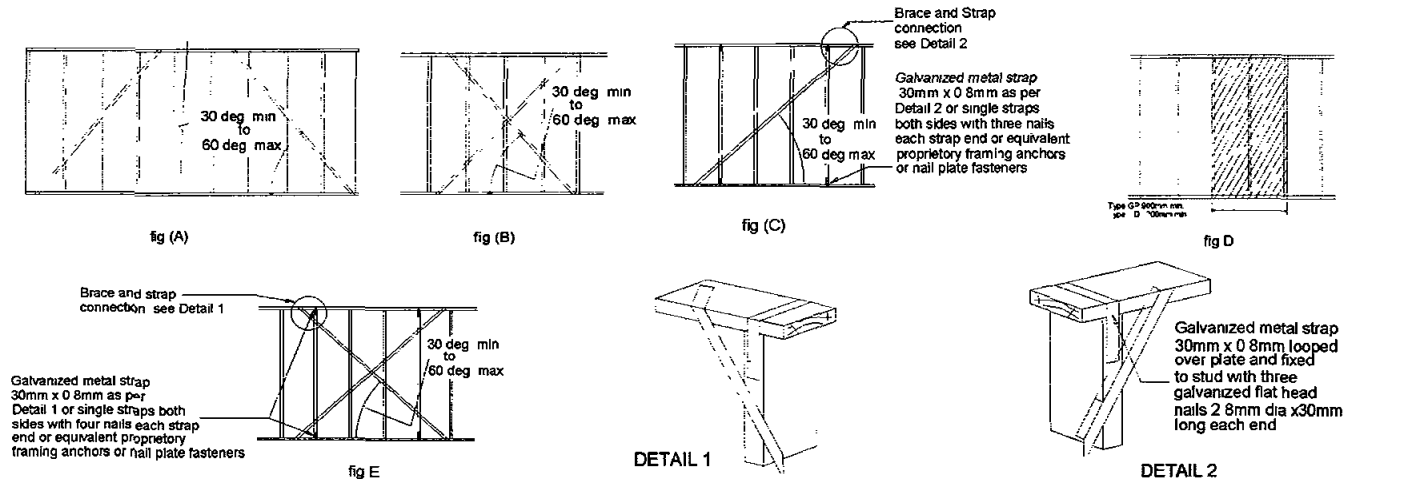 30 deg min
to
60 deg max
fig (A)
30 deg min
to
60 deg max
fig (B)
Brace and Strap
connection
see Detail 2
Galvanized metal strap
30mm x 0 8mm as per
Detail 2 or single straps
both sides with three nails
each strap end or equivalent
proprietory framing anchors
or nail plate fasteners
30 deg min
to
60 deg max
fig (C)
Type GP 900mm min.
ype D 00mm min
fig D
Brace and strap
connection see Detail 1
30 deg min
to
60 deg max
Galvanized metal strap
30mm x 0 8mm as per
Detail 1 or single straps both
sides with four nails each strap
end or equivalent proprietory
framing anchors or nail plate fasteners
fig E
DETAIL 1
Galvanized metal strap
30mm x 0 8mm looped
over plate and fixed
to stud with three
galvanized flat head
nails 2 8mm dia x30mm
long each end
DETAIL 2